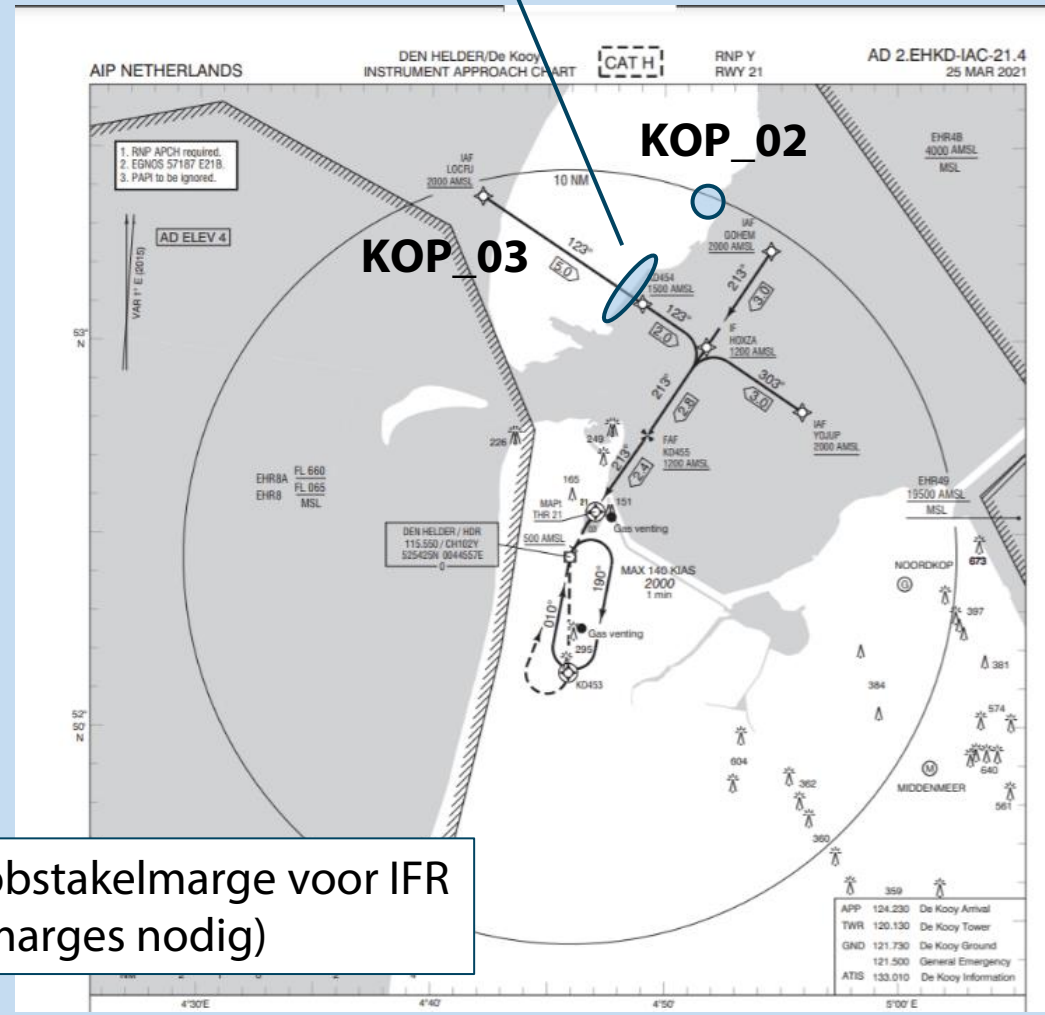 AIP NETHERLANDS
DEN HELDER/De Kooy
INSTRUMENT APPROACH CHART
CAT H
RNP Y
RWY 21
AD 2.EHKD-IAC-21.4
25 MAR 2021
1. RNP APCH required.
2. EGNOS 57187 E21B.
3. PAPI to be ignored.
AD ELEV 4
VAR 1° E (2015)
IAF
LOCFJ
2000 AMSL
10 NM
KOP_02
EHR4B
4000 AMSL
MSL
IAF
GOHEM
2000 AMSL
KOP_03
123°
5.0
KD454
1500 AMSL
213°
3.0
53°
N
123°
2.0
IF
HOXZA
1200 AMSL
213°
303°
3.0
2.8
IAF
YOJUP
2000 AMSL
226
249
213°
FAF
KD455
1200 AMSL
2.4
EHR8A
FL 660
FL 065
EHR8
MSL
165
151
MAPt
THR 21
21
Gas venting
EHR49
19500 AMSL
MSL
DEN HELDER / HDR
115.550 / CH102Y
525425N 0044557E
0
500 AMSL
MAX 140 KIAS
2000
1 min
190°
010°
Gas venting
295
KD453
NOORDKOP
G
673
397
381
384
574
52°
50'
N
604
362
640
M
MIDDENMEER
561
360
359
obstakelmarge voor IFR
marges nodig)
APP 124.230 De Kooy Arrival
TWR 120.130 De Kooy Tower
GND 121.730 De Kooy Ground
121.500 General Emergency
ATIS 133.010 De Kooy Information
4°30'E
4°40'
4°50'
5°00' E